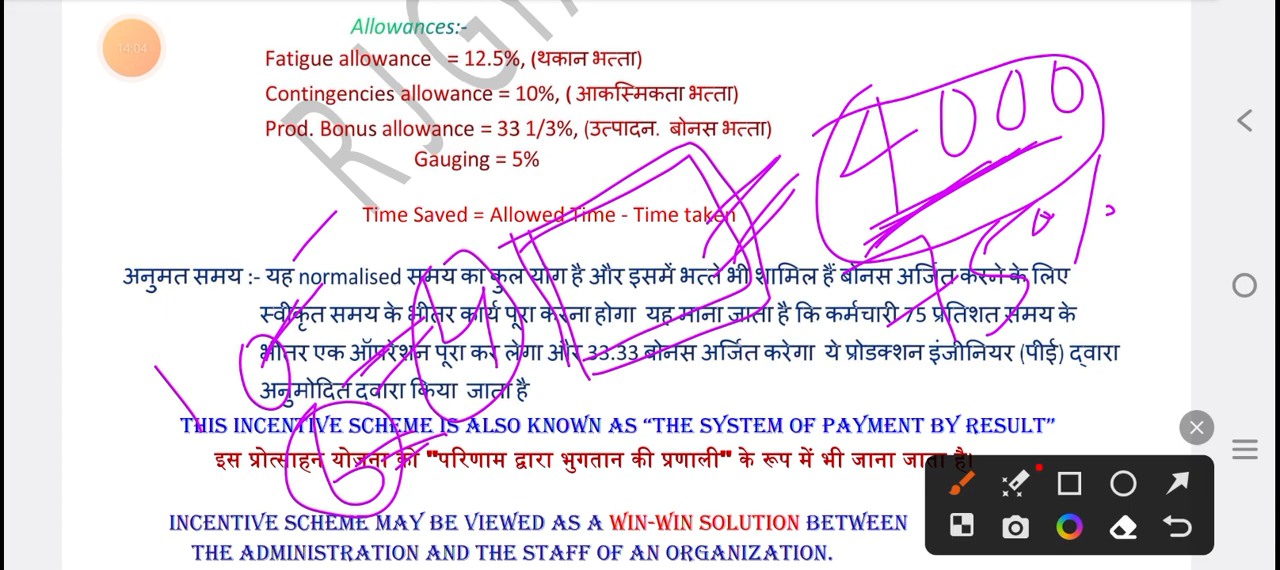 14:04
Allowances:-
Fatigue allowance = 12.5%, (थकान भत्ता)
Contingencies allowance = 10%, ( आकस्मिकता भत्ता)
Prod. Bonus allowance = 33 1/3%, (उत्पादन. बोनस भत्ता)
Gauging = 5%
4000
75%
Time Saved = Allowed Time - Time taken
अनुमत समय :- यह normalised समय का कुल योग है और इसमें भत्ते भी शामिल हैं बोनस अर्जित करने के लिए
स्वीकृत समय के भीतर कार्य पूरा करना होगा यह माना जाता है कि कर्मचारी 75 प्रतिशत समय के
भीतर एक ऑपरेशन पूरा कर लेगा और 33.33 बोनस अर्जित करेगा ये प्रोडक्शन इंजीनियर (पीई) द्वारा
अनुमोदित द्वारा किया जाता है
THIS INCENTIVE SCHEME IS ALSO KNOWN AS “THE SYSTEM OF PAYMENT BY RESULT”
इस प्रोत्साहन योजना को "परिणाम द्वारा भुगतान की प्रणाली" के रूप में भी जाना जाता है।
INCENTIVE SCHEME MAY BE VIEWED AS A WIN-WIN SOLUTION BETWEEN
THE ADMINISTRATION AND THE STAFF OF AN ORGANIZATION.